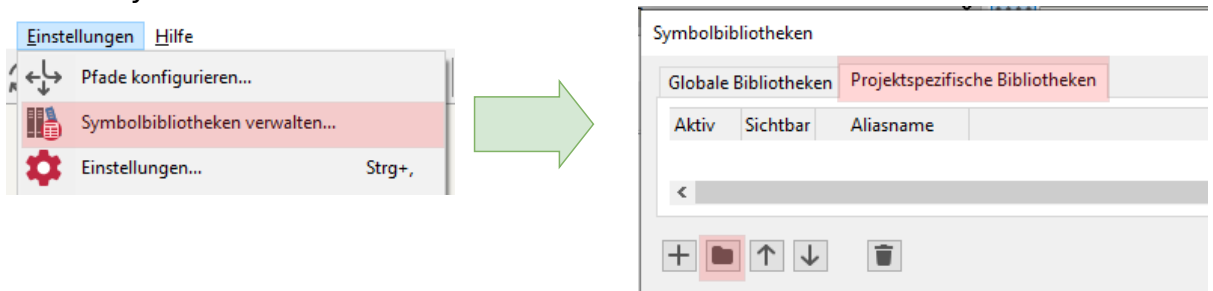 Einstellungen Hilfe
Pfade konfigurieren...
Symbolbibliotheken verwalten...
Einstellungen... Strg+,
Symbolbibliotheken
Globale Bibliotheken Projektspezifische Bibliotheken
Aktiv Sichtbar Aliasname